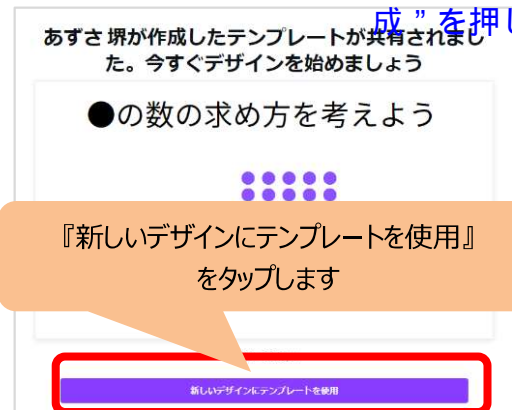 成 ” を押し
あずさ 堺が作成したテンプレートが共有されまし
た。今すぐデザインを始めましょう
●の数の求め方を考えよう
『新しいデザインにテンプレートを使用』
をタップします
新しいデザインにテンプレートを使用